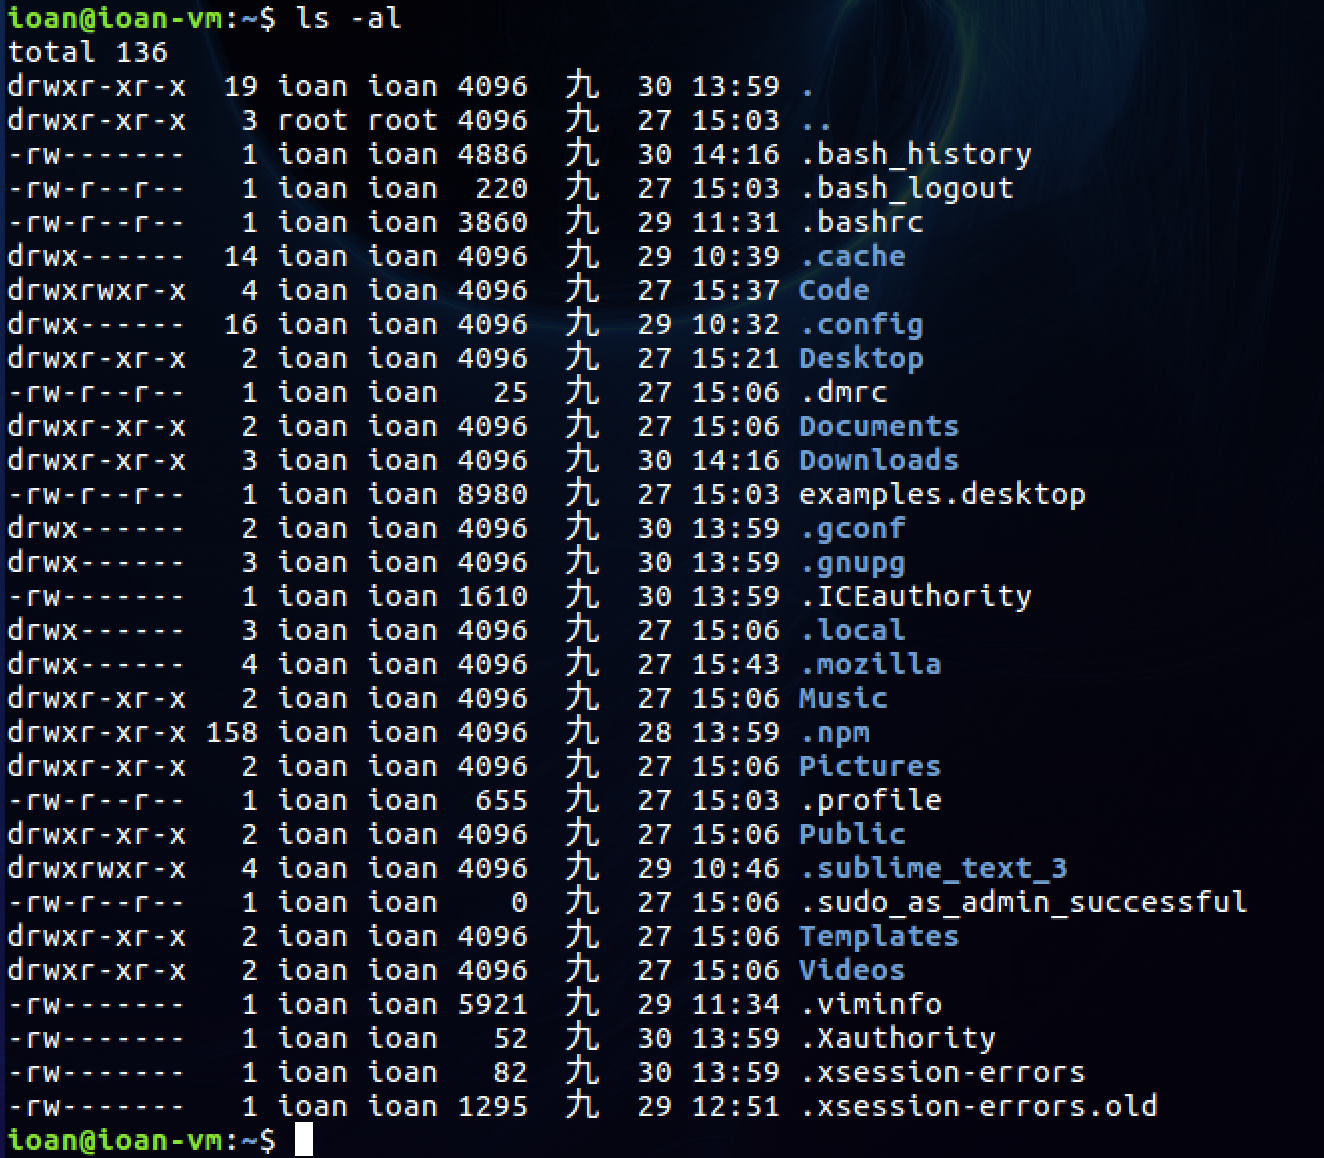 ioan@ioan-vm:~$ ls -al
total 136
drwxr-xr-x  19 ioan ioan 4096  九  30 13:59 .
drwxr-xr-x   3 root root 4096  九  27 15:03 ..
-rw-------   1 ioan ioan 4886  九  30 14:16 .bash_history
-rw-r--r--   1 ioan ioan  220  九  27 15:03 .bash_logout
-rw-r--r--   1 ioan ioan 3860  九  29 11:31 .bashrc
drwx------  14 ioan ioan 4096  九  29 10:39 .cache
drwxrwxr-x   4 ioan ioan 4096  九  27 15:37 Code
drwx------  16 ioan ioan 4096  九  29 10:32 .config
drwxr-xr-x   2 ioan ioan 4096  九  27 15:21 Desktop
-rw-r--r--   1 ioan ioan   25  九  27 15:06 .dmrc
drwxr-xr-x   2 ioan ioan 4096  九  27 15:06 Documents
drwxr-xr-x   3 ioan ioan 4096  九  30 14:16 Downloads
-rw-r--r--   1 ioan ioan 8980  九  27 15:03 examples.desktop
drwx------   2 ioan ioan 4096  九  30 13:59 .gconf
drwx------   3 ioan ioan 4096  九  30 13:59 .gnupg
-rw-------   1 ioan ioan 1610  九  30 13:59 .ICEauthority
drwx------   3 ioan ioan 4096  九  27 15:06 .local
drwx------   4 ioan ioan 4096  九  27 15:43 .mozilla
drwxr-xr-x   2 ioan ioan 4096  九  27 15:06 Music
drwxr-xr-x 158 ioan ioan 4096  九  28 13:59 .npm
drwxr-xr-x   2 ioan ioan 4096  九  27 15:06 Pictures
-rw-r--r--   1 ioan ioan  655  九  27 15:03 .profile
drwxr-xr-x   2 ioan ioan 4096  九  27 15:06 Public
drwxrwxr-x   4 ioan ioan 4096  九  29 10:46 .sublime_text_3
-rw-r--r--   1 ioan ioan    0  九  27 15:06 .sudo_as_admin_successful
drwxr-xr-x   2 ioan ioan 4096  九  27 15:06 Templates
drwxr-xr-x   2 ioan ioan 4096  九  27 15:06 Videos
-rw-------   1 ioan ioan 5921  九  29 11:34 .viminfo
-rw-------   1 ioan ioan   52  九  30 13:59 .Xauthority
-rw-------   1 ioan ioan   82  九  30 13:59 .xsession-errors
-rw-------   1 ioan ioan 1295  九  29 12:51 .xsession-errors.old
ioan@ioan-vm:~$